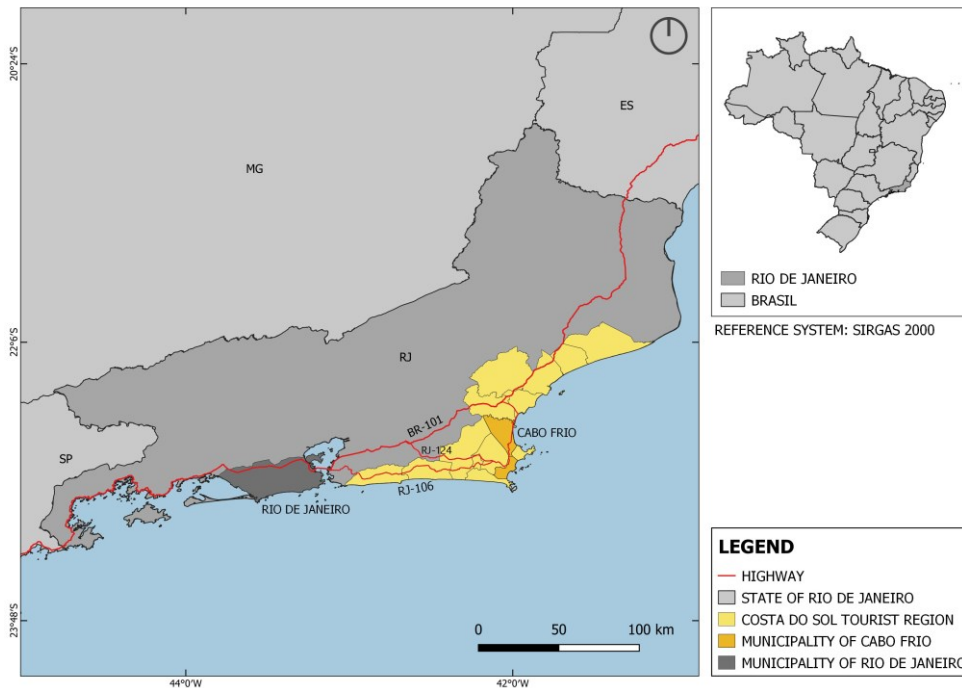 20°24'S
22°6'S
23°48'S
44°0'W
42°0'W
MG
ES
RJ
SP
BR-101
RJ-124
RJ-106
CABO FRIO
RIO DE JANEIRO
0 50 100 km
RIO DE JANEIRO
BRASIL
REFERENCE SYSTEM: SIRGAS 2000
LEGEND
HIGHWAY
STATE OF RIO DE JANEIRO
COSTA DO SOL TOURIST REGION
MUNICIPALITY OF CABO FRIO
MUNICIPALITY OF RIO DE JANEIRO